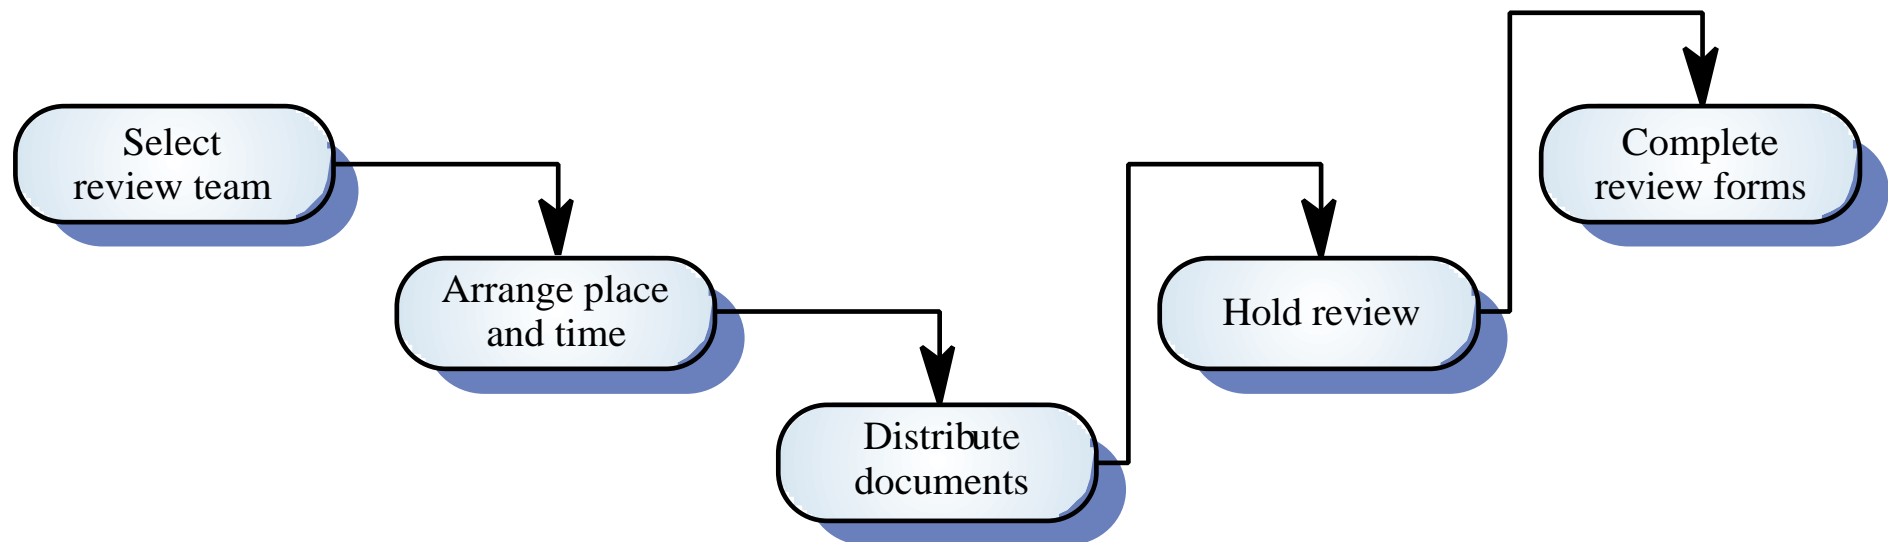 Select
review team
Arrange place
and time
Distribute
documents
Hold review
Complete
review forms